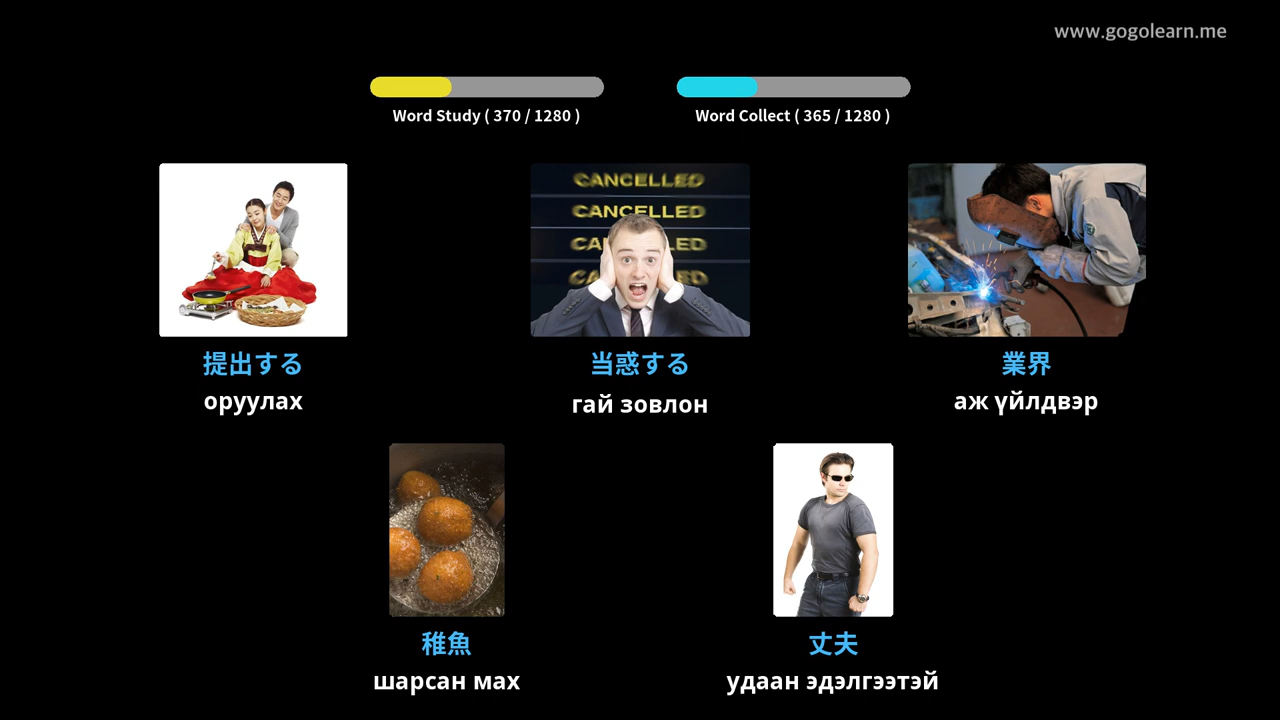 www.gogolearn.me
Word Study ( 370 / 1280 )
Word Collect ( 365 / 1280 )
CANCELLED
CANCELLED
提出する
оруулах
当惑する
гай зовлон
業界
аж үйлдвэр
稚魚
шарсан мах
丈夫
удаан эдэлгээтэй